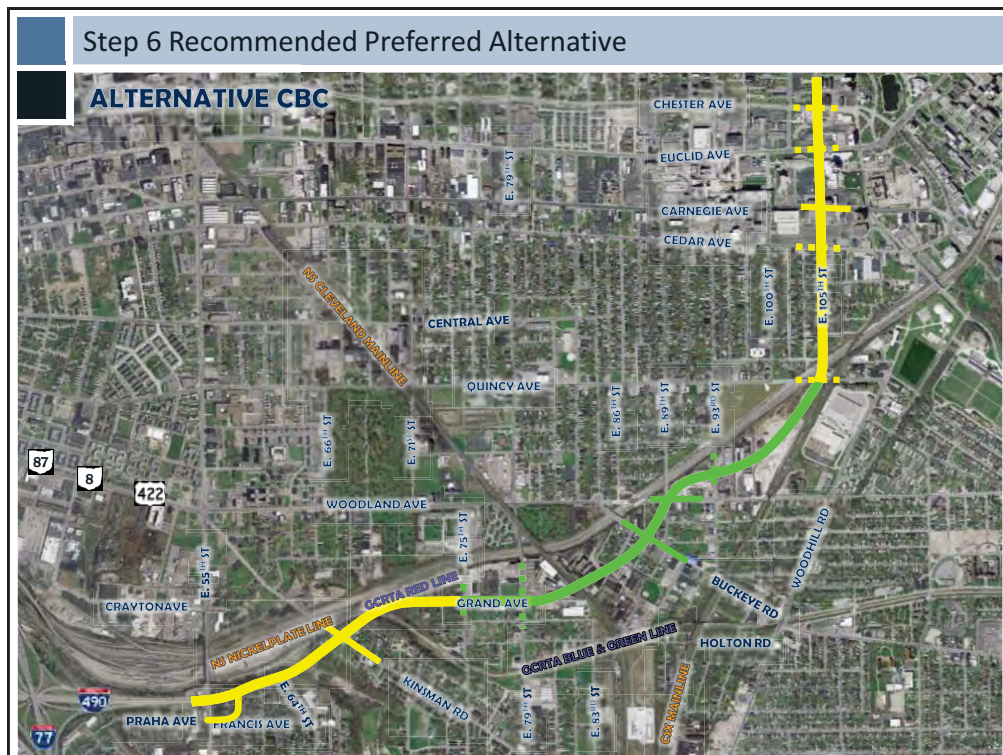 Step 6 Recommended Preferred Alternative
ALTERNATIVE CBC
CHESTER AVE
EUCLID AVE
E. 79TH ST
CARNEGIE AVE
CEDAR AVE
E. 100TH ST
E. 105TH ST
NS CLEVELAND MAINLINE
CENTRAL AVE
QUINCY AVE
E. 66TH ST
E. 71ST ST
E. 86TH ST
E. 89TH ST
E. 93RD ST
87
8
422
WOODLAND AVE
WOODHILL RD
E. 75TH ST
E. 55TH ST
GCRTA RED LINE
CRAYTON AVE
GRAND AVE
BUCKEYE RD
NS NICKELPLATE LINE
HOLTON RD
GCRTA BLUE & GREEN LINE
KINSMAN RD
E. 64TH ST
E. 79TH ST
E. 83RD ST
CSX MAINLINE
490
PRAHA AVE
FRANCIS AVE
77